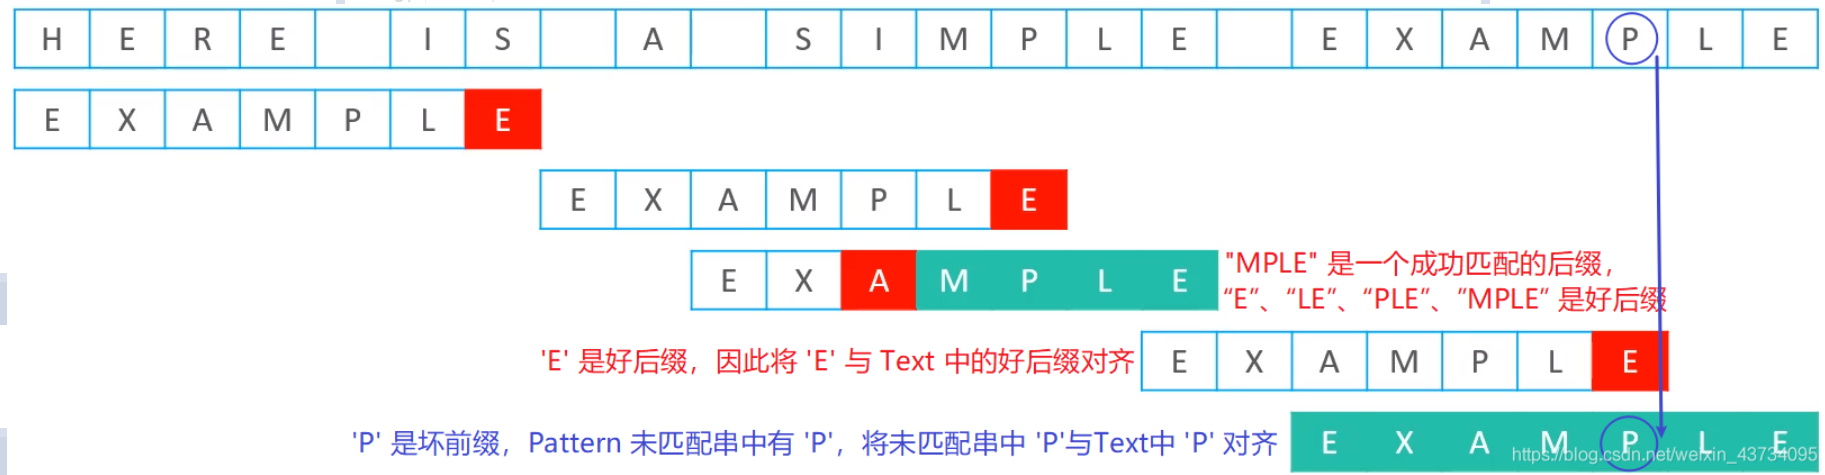 H E R E I S A S I M P L E E X A M P L E
E X A M P L E
E X A M P L E
E X A M P L E
"MPLE" 是一个成功匹配的后缀，
“E”、“LE”、“PLE”、“MPLE” 是好后缀
'E' 是好后缀，因此将 'E' 与 Text 中的好后缀对齐
E X A M P L E
'P' 是坏前缀，Pattern 未匹配串中有 'P'，将未匹配串中 'P'与Text中 'P' 对齐
E X A M P L E
https://blog.csdn.net/weixin_43734095